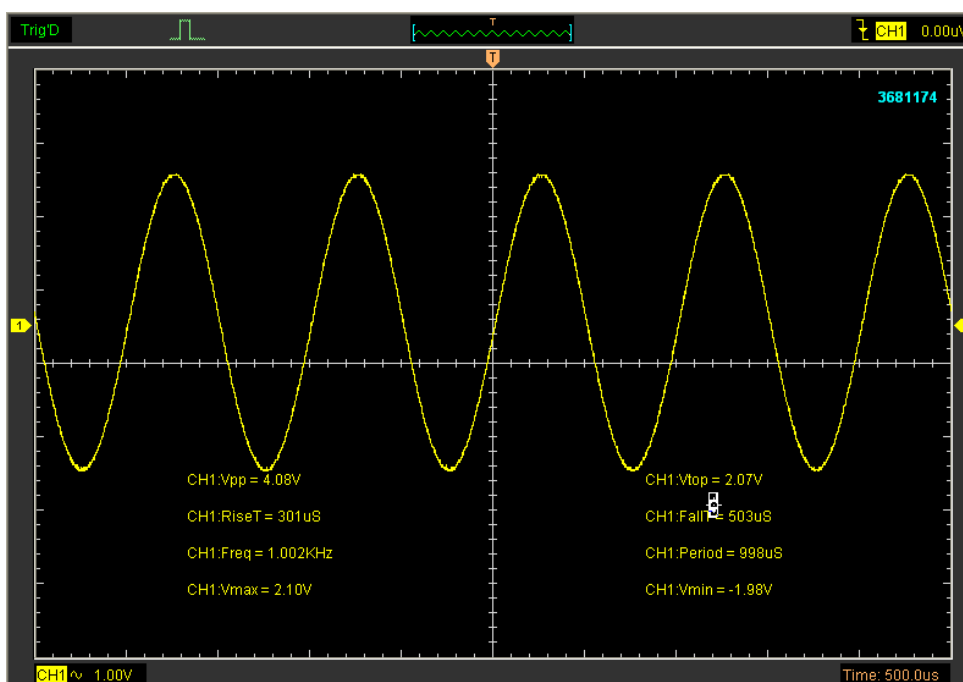 Trig'D T CH1 0.00uV
T
3681174
1
CH1:Vpp = 4.08V CH1:Vtop = 2.07V
CH1:RiseT = 301uS CH1:FallT = 503uS
CH1:Freq = 1.002KHz CH1:Period = 998uS
CH1:Vmax = 2.10V CH1:Vmin = -1.98V
CH1 1.00V Time: 500.0us